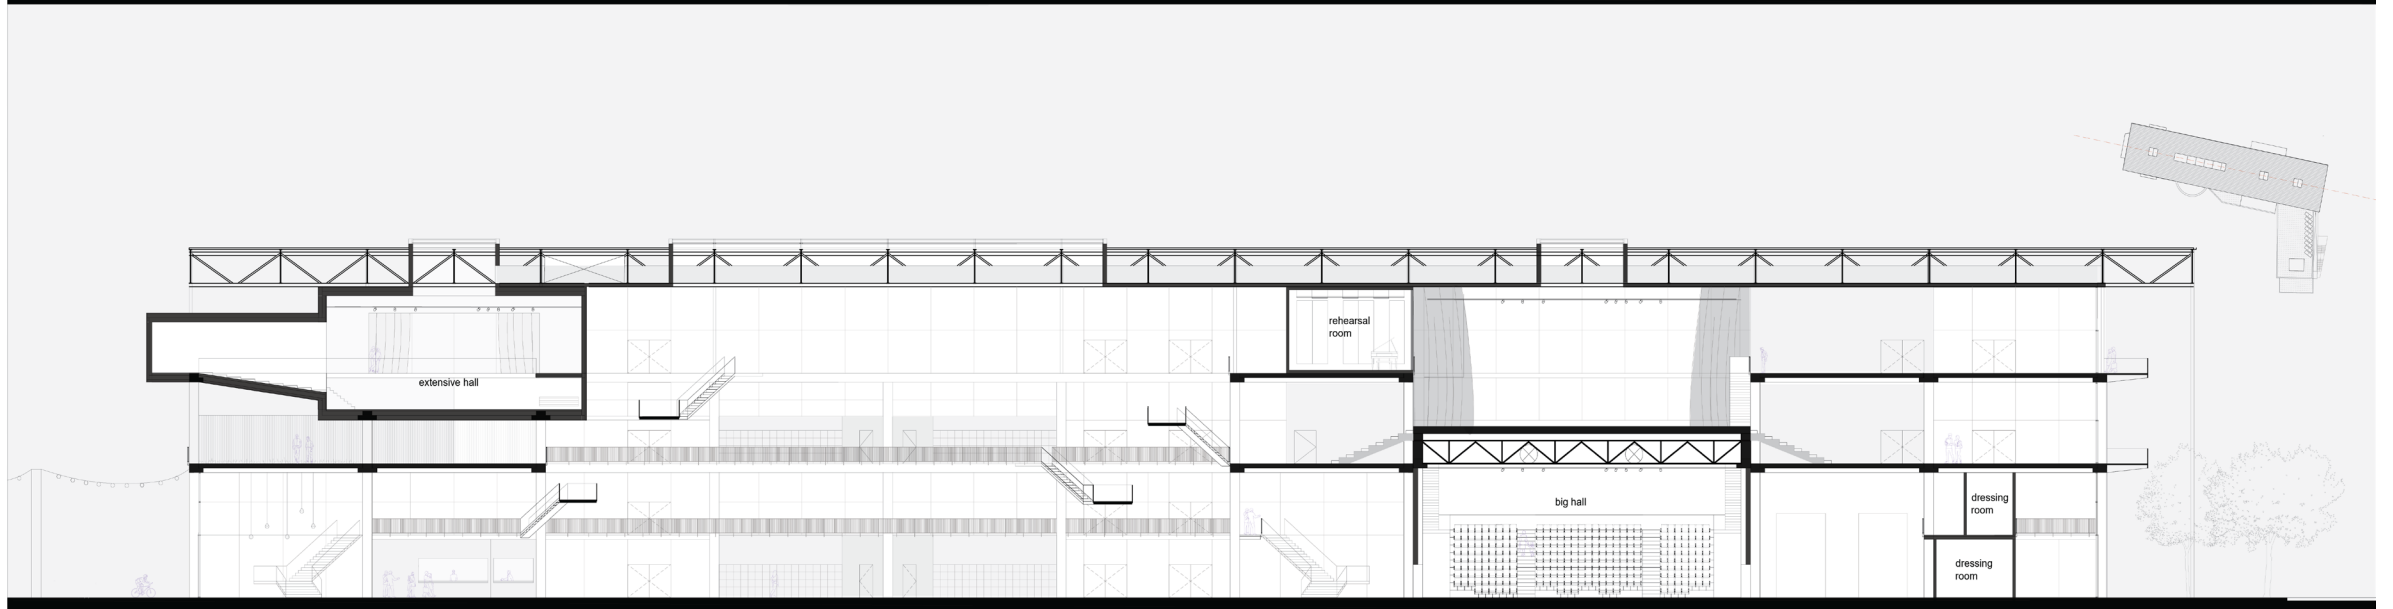 extensive hall
rehearsal
room
big hall
dressing
room
dressing
room